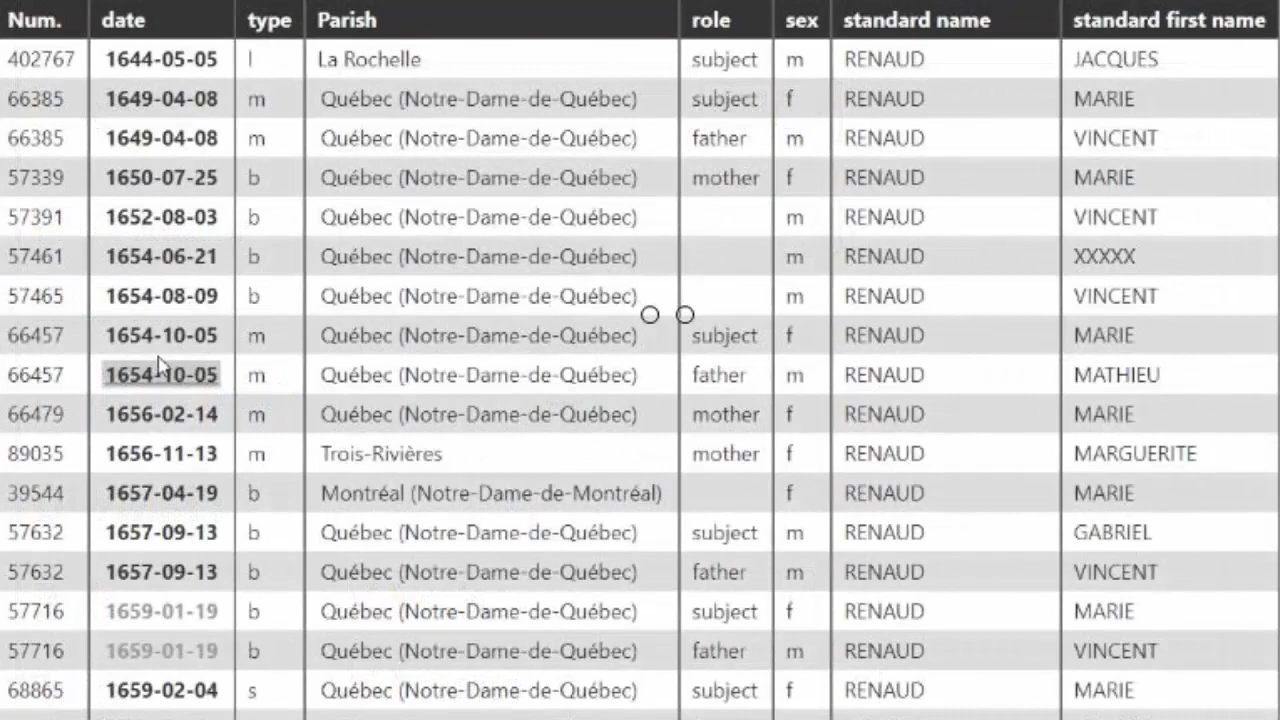 Num. date type Parish role sex standard name standard first name
402767 1644-05-05 l La Rochelle subject m RENAUD JACQUES
66385 1649-04-08 m Québec (Notre-Dame-de-Québec) subject f RENAUD MARIE
66385 1649-04-08 m Québec (Notre-Dame-de-Québec) father m RENAUD VINCENT
57339 1650-07-25 b Québec (Notre-Dame-de-Québec) mother f RENAUD MARIE
57391 1652-08-03 b Québec (Notre-Dame-de-Québec) m RENAUD VINCENT
57461 1654-06-21 b Québec (Notre-Dame-de-Québec) m RENAUD XXXXX
57465 1654-08-09 b Québec (Notre-Dame-de-Québec) m RENAUD VINCENT
66457 1654-10-05 m Québec (Notre-Dame-de-Québec) subject f RENAUD MARIE
66457 1654-10-05 m Québec (Notre-Dame-de-Québec) father m RENAUD MATHIEU
66479 1656-02-14 m Québec (Notre-Dame-de-Québec) mother f RENAUD MARIE
89035 1656-11-13 m Trois-Rivières mother f RENAUD MARGUERITE
39544 1657-04-19 b Montréal (Notre-Dame-de-Montréal) f RENAUD MARIE
57632 1657-09-13 b Québec (Notre-Dame-de-Québec) subject m RENAUD GABRIEL
57632 1657-09-13 b Québec (Notre-Dame-de-Québec) father m RENAUD VINCENT
57716 1659-01-19 b Québec (Notre-Dame-de-Québec) subject f RENAUD MARIE
57716 1659-01-19 b Québec (Notre-Dame-de-Québec) father m RENAUD VINCENT
68865 1659-02-04 s Québec (Notre-Dame-de-Québec) subject f RENAUD MARIE